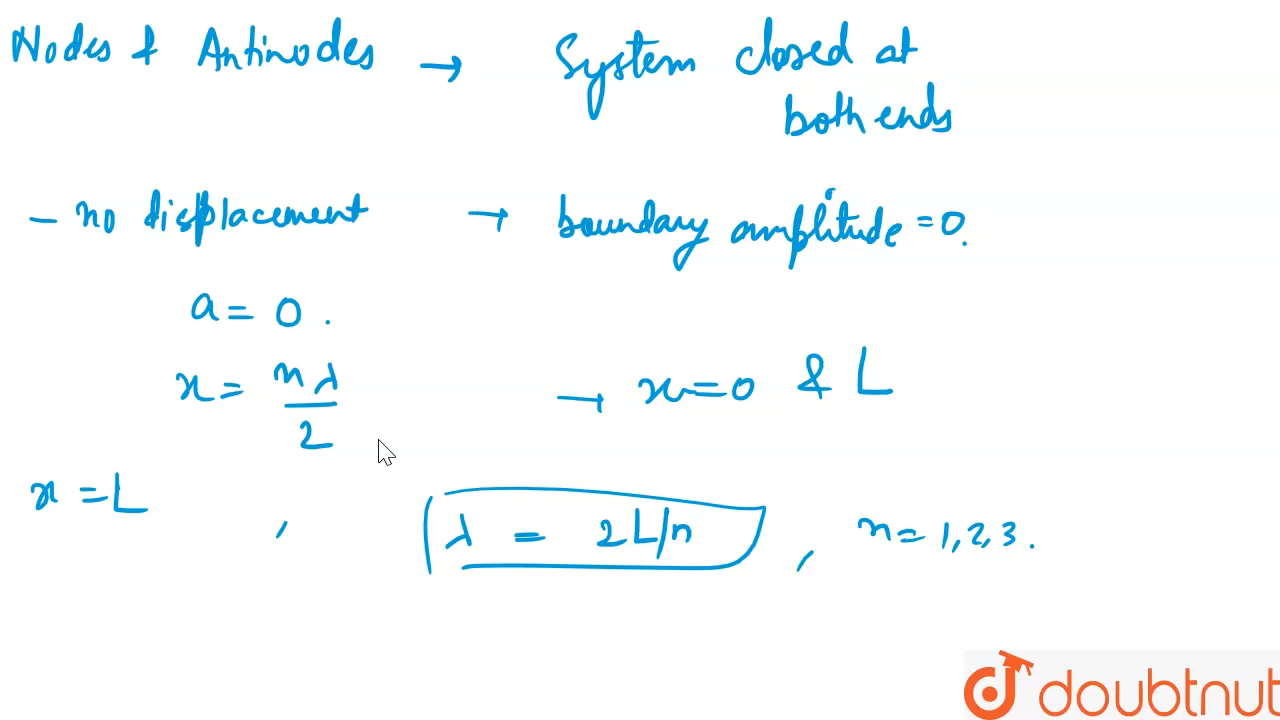 Nodes & Antinodes → System closed at
both ends
– no displacement → boundary amplitude = 0.
a = 0.
x = nλ/2 → x = 0 & L
x = L, λ = 2L/n, n = 1, 2, 3.
doubtnut